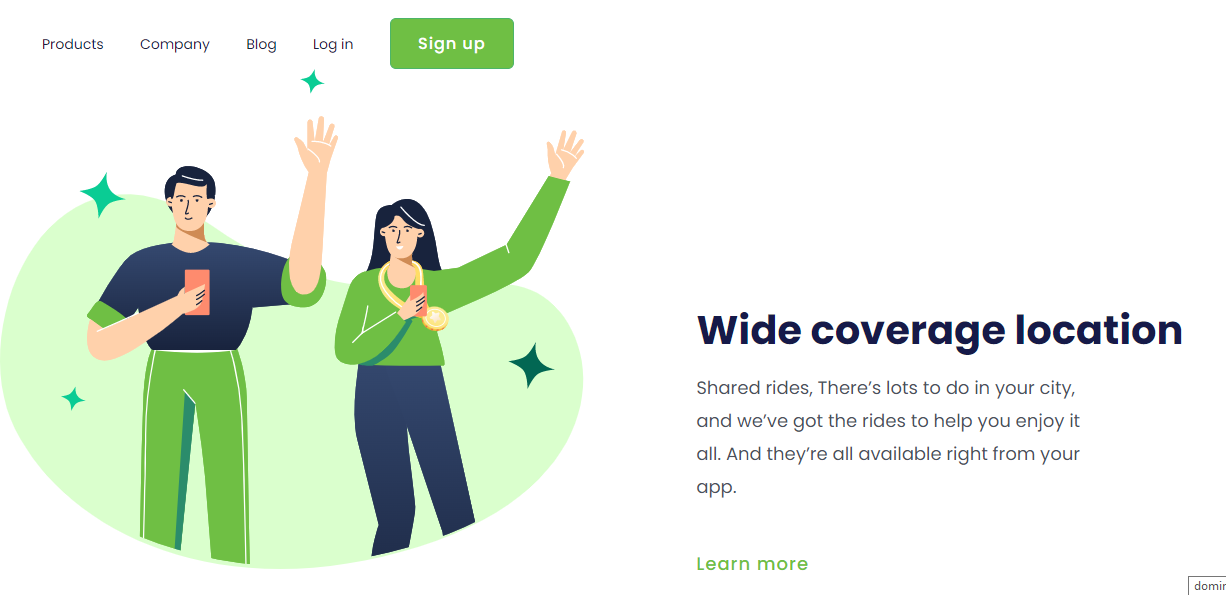 Products Company Blog Log in Sign up
Wide coverage location
Shared rides, There’s lots to do in your city,
and we’ve got the rides to help you enjoy it
all. And they’re all available right from your
app.
Learn more